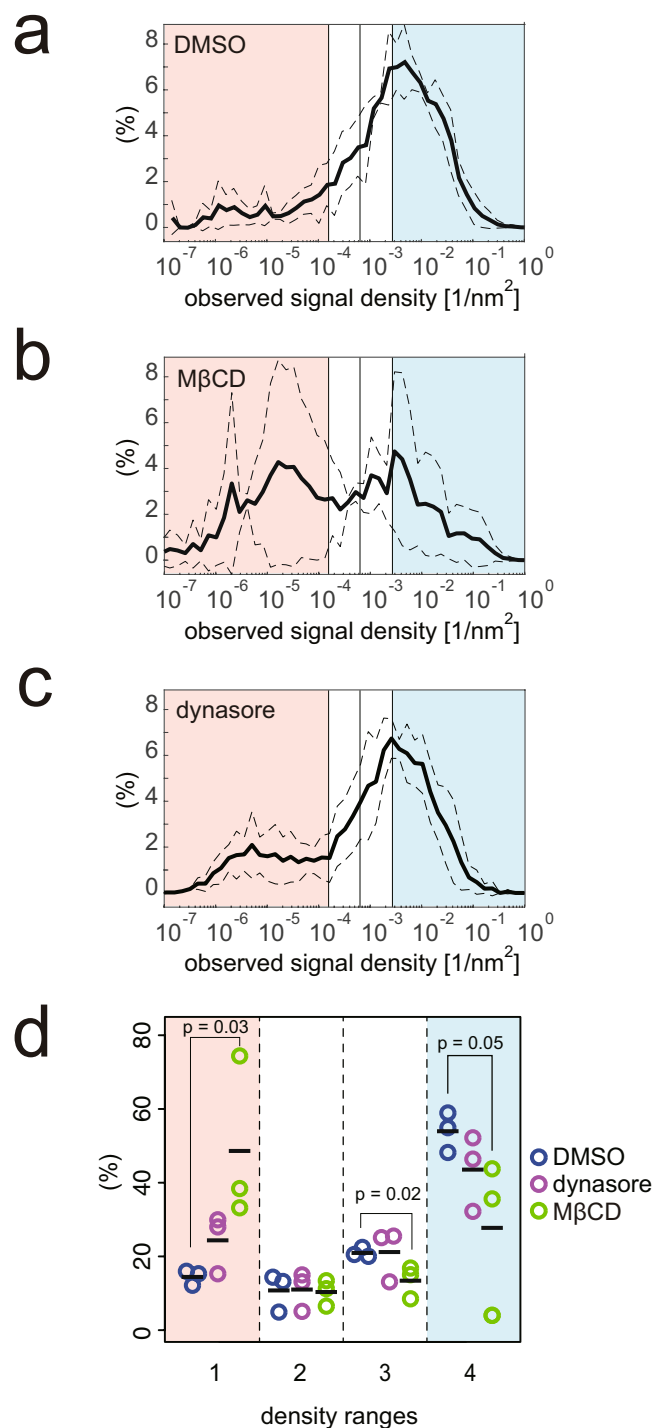 a
DMSO
8
6
4
2
0
(%)
10^-7 10^-6 10^-5 10^-4 10^-3 10^-2 10^-1 10^0
observed signal density [1/nm^2]
b
MβCD
8
6
4
2
0
(%)
10^-7 10^-6 10^-5 10^-4 10^-3 10^-2 10^-1 10^0
observed signal density [1/nm^2]
c
dynasore
8
6
4
2
0
(%)
10^-7 10^-6 10^-5 10^-4 10^-3 10^-2 10^-1 10^0
observed signal density [1/nm^2]
d
80
60
40
20
0
(%)
p = 0.03
p = 0.02
p = 0.05
DMSO
dynasore
MβCD
1 2 3 4
density ranges